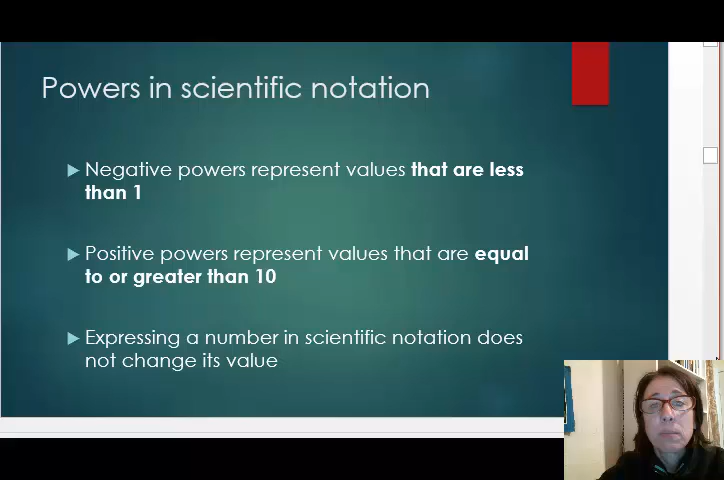 Powers in scientific notation
Negative powers represent values that are less
than 1
Positive powers represent values that are equal
to or greater than 10
Expressing a number in scientific notation does
not change its value